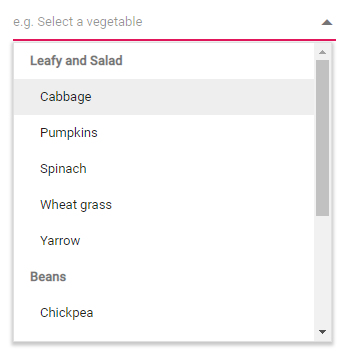 e.g. Select a vegetable
Leafy and Salad
Cabbage
Pumpkins
Spinach
Wheat grass
Yarrow
Beans
Chickpea